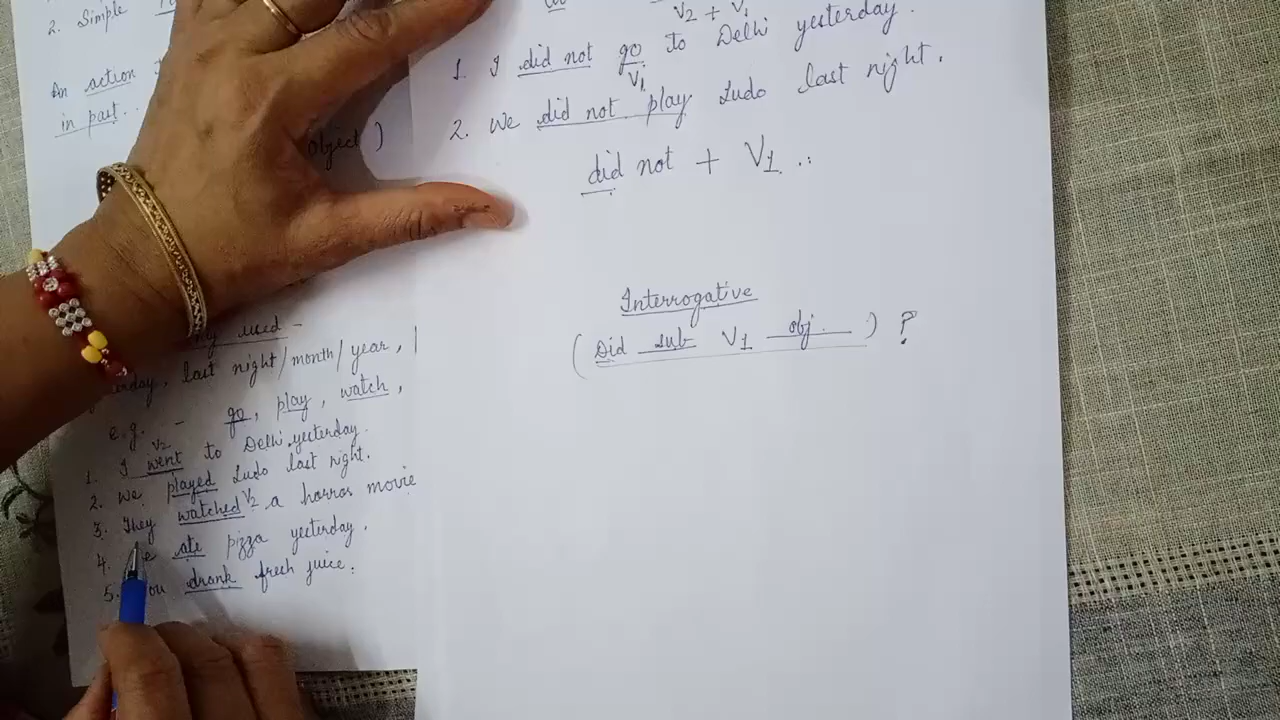 2. Simple
An action
in past.
object )
used -
last night/month/year,
e.g. - go, play, watch,
V2
1. I went to Delhi yesterday.
2. We played Ludo last night.
3. They watched V2 a horror movie
4. ate pizza yesterday.
5. You drank fresh juice.
V2 + V1
1. I did not go to Delhi yesterday.
V1
2. We did not play Ludo last night.
did not + V1 ..
Interrogative
( Did sub V1 obj. ) ?